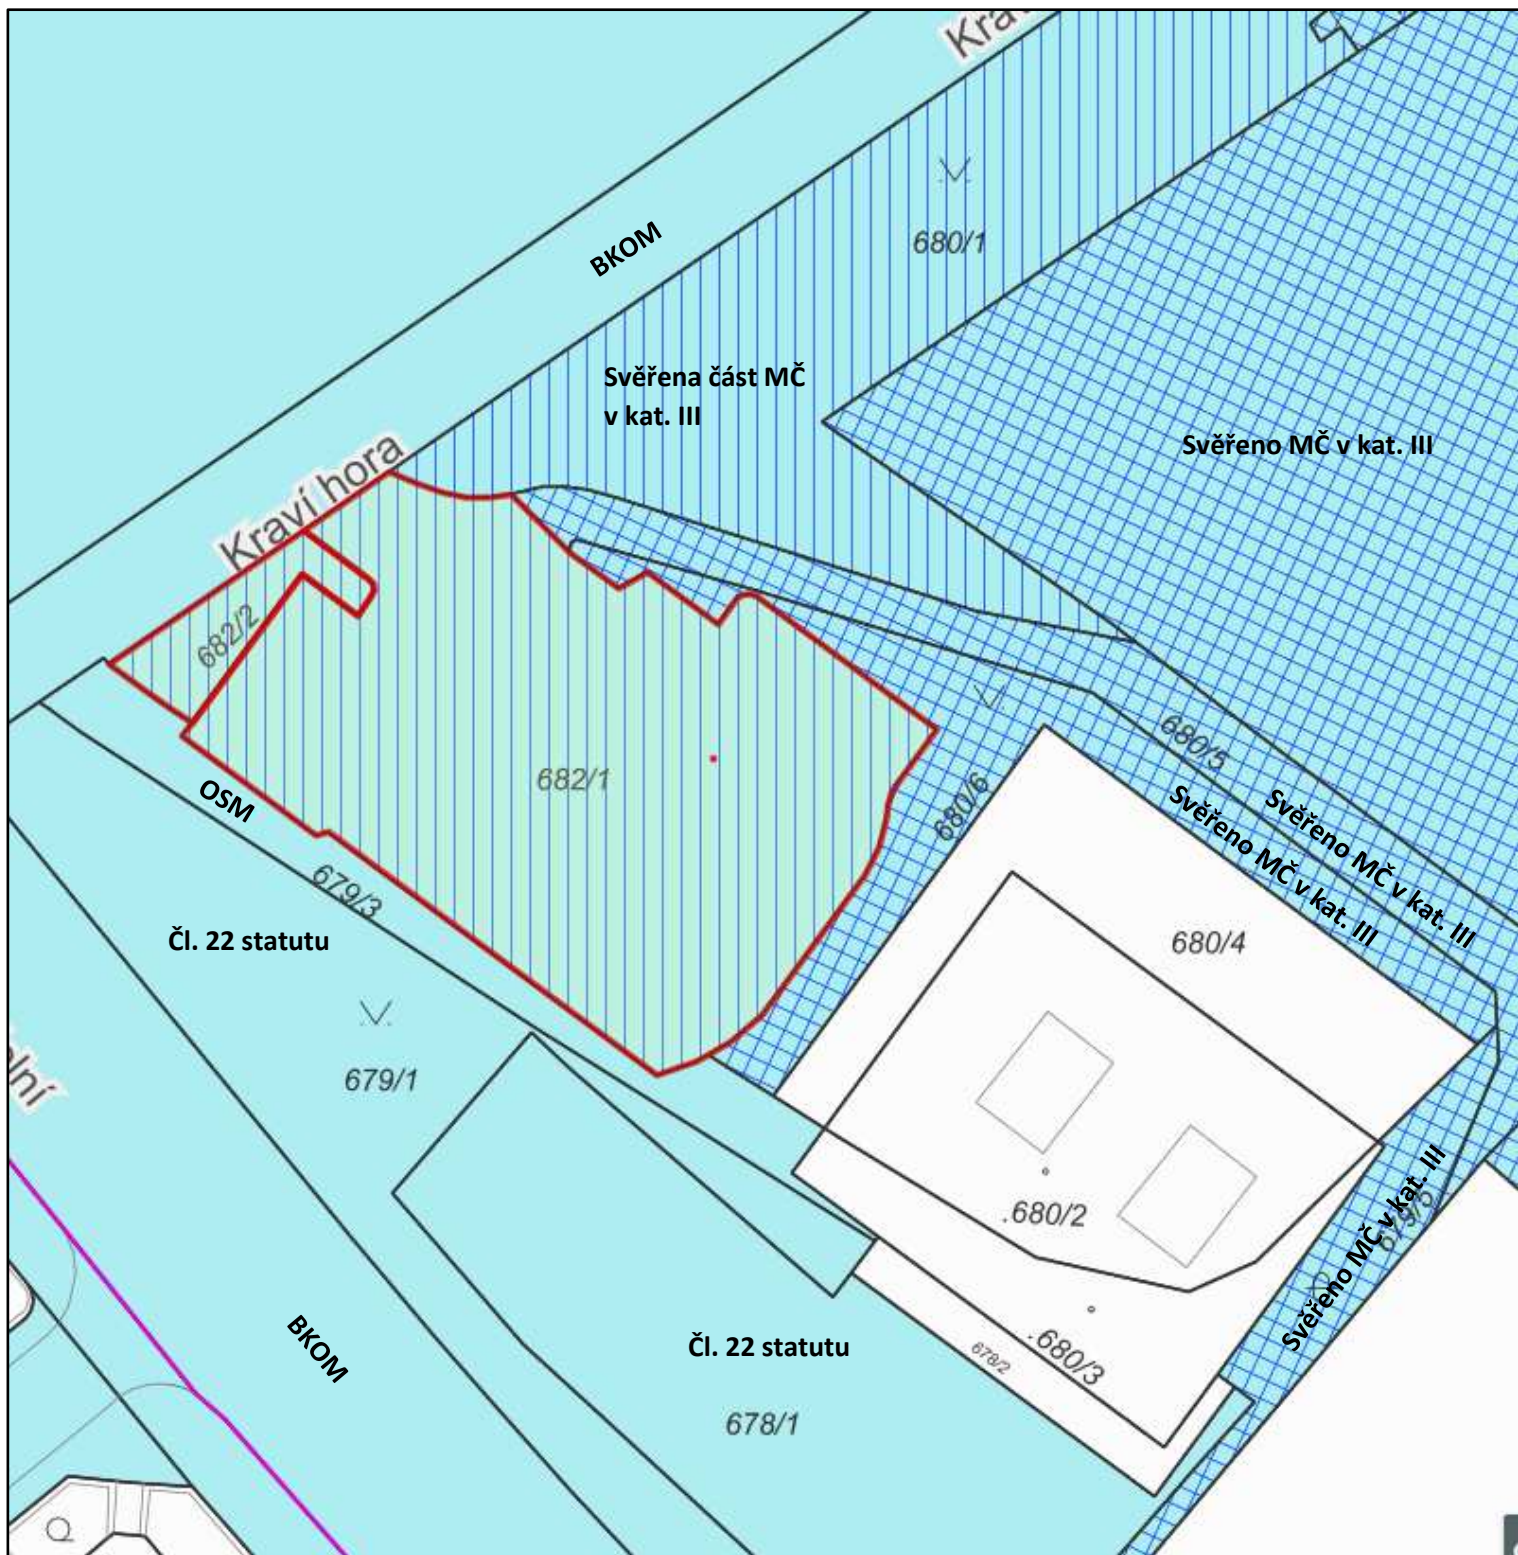 BKOM
680/1
Svěřena část MČ
v kat. III
Svěřeno MČ v kat. III
Kraví hora
682/2
682/1
OSM
679/3
680/5
680/6
Svěřeno MČ v kat. III
Svěřeno MČ v kat. III
Čl. 22 statutu
680/4
679/1
.680/2
Svěřeno MČ v kat. III
BKOM
Čl. 22 statutu
.680/3
678/2
678/1